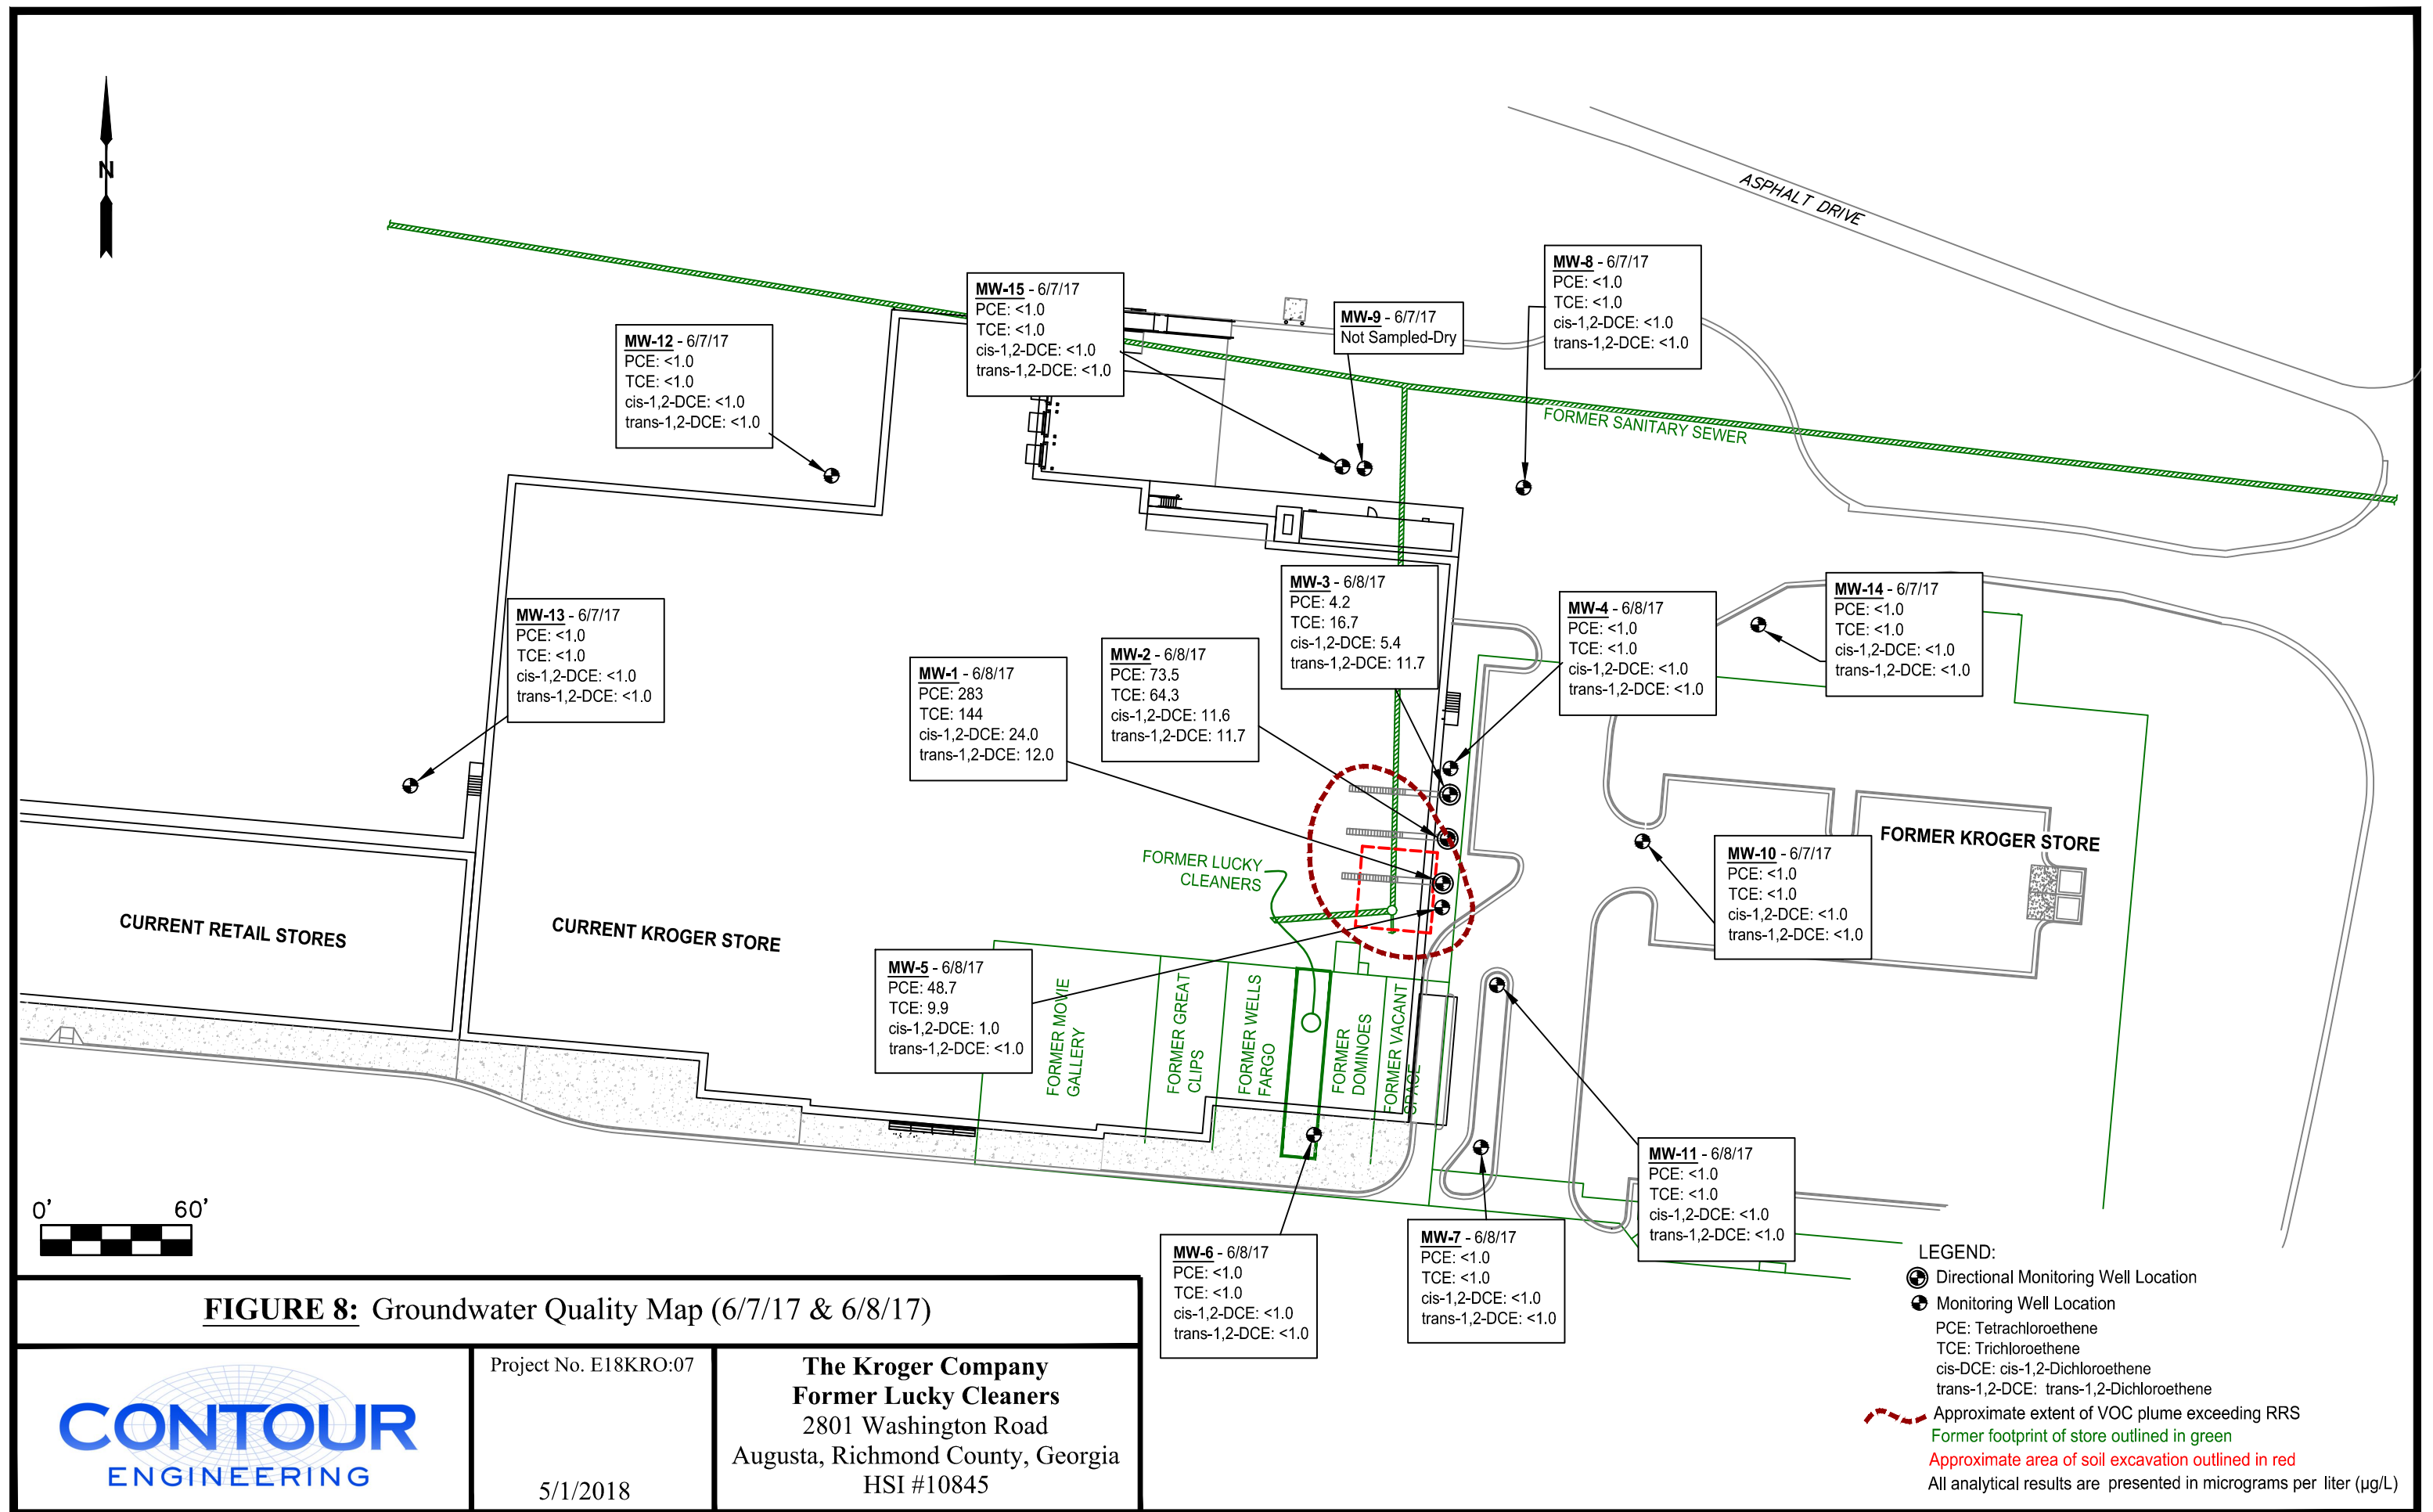 N
ASPHALT DRIVE
MW-8 - 6/7/17
PCE: <1.0
TCE: <1.0
cis-1,2-DCE: <1.0
trans-1,2-DCE: <1.0
MW-15 - 6/7/17
PCE: <1.0
TCE: <1.0
cis-1,2-DCE: <1.0
trans-1,2-DCE: <1.0
MW-9 - 6/7/17
Not Sampled-Dry
MW-12 - 6/7/17
PCE: <1.0
TCE: <1.0
cis-1,2-DCE: <1.0
trans-1,2-DCE: <1.0
FORMER SANITARY SEWER
MW-3 - 6/8/17
PCE: 4.2
TCE: 16.7
cis-1,2-DCE: 5.4
trans-1,2-DCE: 11.7
MW-4 - 6/8/17
PCE: <1.0
TCE: <1.0
cis-1,2-DCE: <1.0
trans-1,2-DCE: <1.0
MW-14 - 6/7/17
PCE: <1.0
TCE: <1.0
cis-1,2-DCE: <1.0
trans-1,2-DCE: <1.0
MW-13 - 6/7/17
PCE: <1.0
TCE: <1.0
cis-1,2-DCE: <1.0
trans-1,2-DCE: <1.0
MW-1 - 6/8/17
PCE: 283
TCE: 144
cis-1,2-DCE: 24.0
trans-1,2-DCE: 12.0
MW-2 - 6/8/17
PCE: 73.5
TCE: 64.3
cis-1,2-DCE: 11.6
trans-1,2-DCE: 11.7
FORMER LUCKY
CLEANERS
MW-10 - 6/7/17
PCE: <1.0
TCE: <1.0
cis-1,2-DCE: <1.0
trans-1,2-DCE: <1.0
FORMER KROGER STORE
CURRENT RETAIL STORES
CURRENT KROGER STORE
MW-5 - 6/8/17
PCE: 48.7
TCE: 9.9
cis-1,2-DCE: 1.0
trans-1,2-DCE: <1.0
FORMER MOVIE
GALLERY
FORMER GREAT
CLIPS
FORMER WELLS
FARGO
FORMER
DOMINOES
FORMER VACANT
SPACE
MW-11 - 6/8/17
PCE: <1.0
TCE: <1.0
cis-1,2-DCE: <1.0
trans-1,2-DCE: <1.0
MW-6 - 6/8/17
PCE: <1.0
TCE: <1.0
cis-1,2-DCE: <1.0
trans-1,2-DCE: <1.0
MW-7 - 6/8/17
PCE: <1.0
TCE: <1.0
cis-1,2-DCE: <1.0
trans-1,2-DCE: <1.0
0' 60'
LEGEND:
Directional Monitoring Well Location
Monitoring Well Location
PCE: Tetrachloroethene
TCE: Trichloroethene
cis-DCE: cis-1,2-Dichloroethene
trans-1,2-DCE: trans-1,2-Dichloroethene
Approximate extent of VOC plume exceeding RRS
Former footprint of store outlined in green
Approximate area of soil excavation outlined in red
All analytical results are presented in micrograms per liter (µg/L)
FIGURE 8: Groundwater Quality Map (6/7/17 & 6/8/17)
CONTOUR
ENGINEERING
Project No. E18KRO:07
5/1/2018
The Kroger Company
Former Lucky Cleaners
2801 Washington Road
Augusta, Richmond County, Georgia
HSI #10845